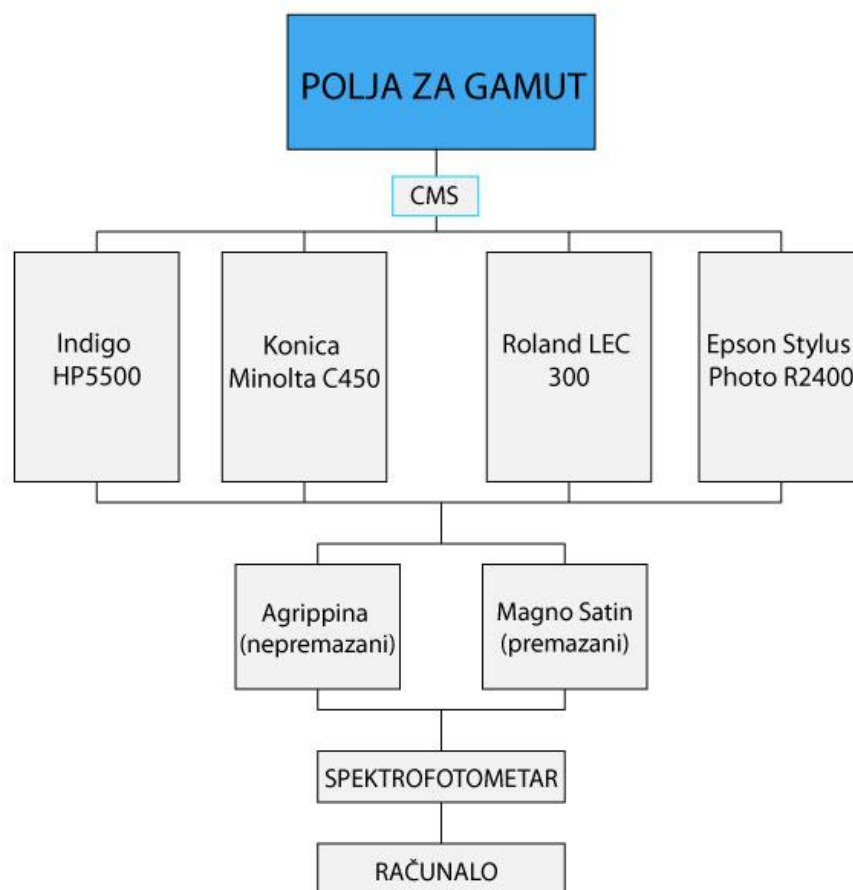 POLJA ZA GAMUT
CMS
Indigo
HP5500
Konica
Minolta C450
Roland LEC
300
Epson Stylus
Photo R2400
Agrippina
(nepremazani)
Magno Satin
(premazani)
SPEKTROFOTOMETAR
RAČUNALO